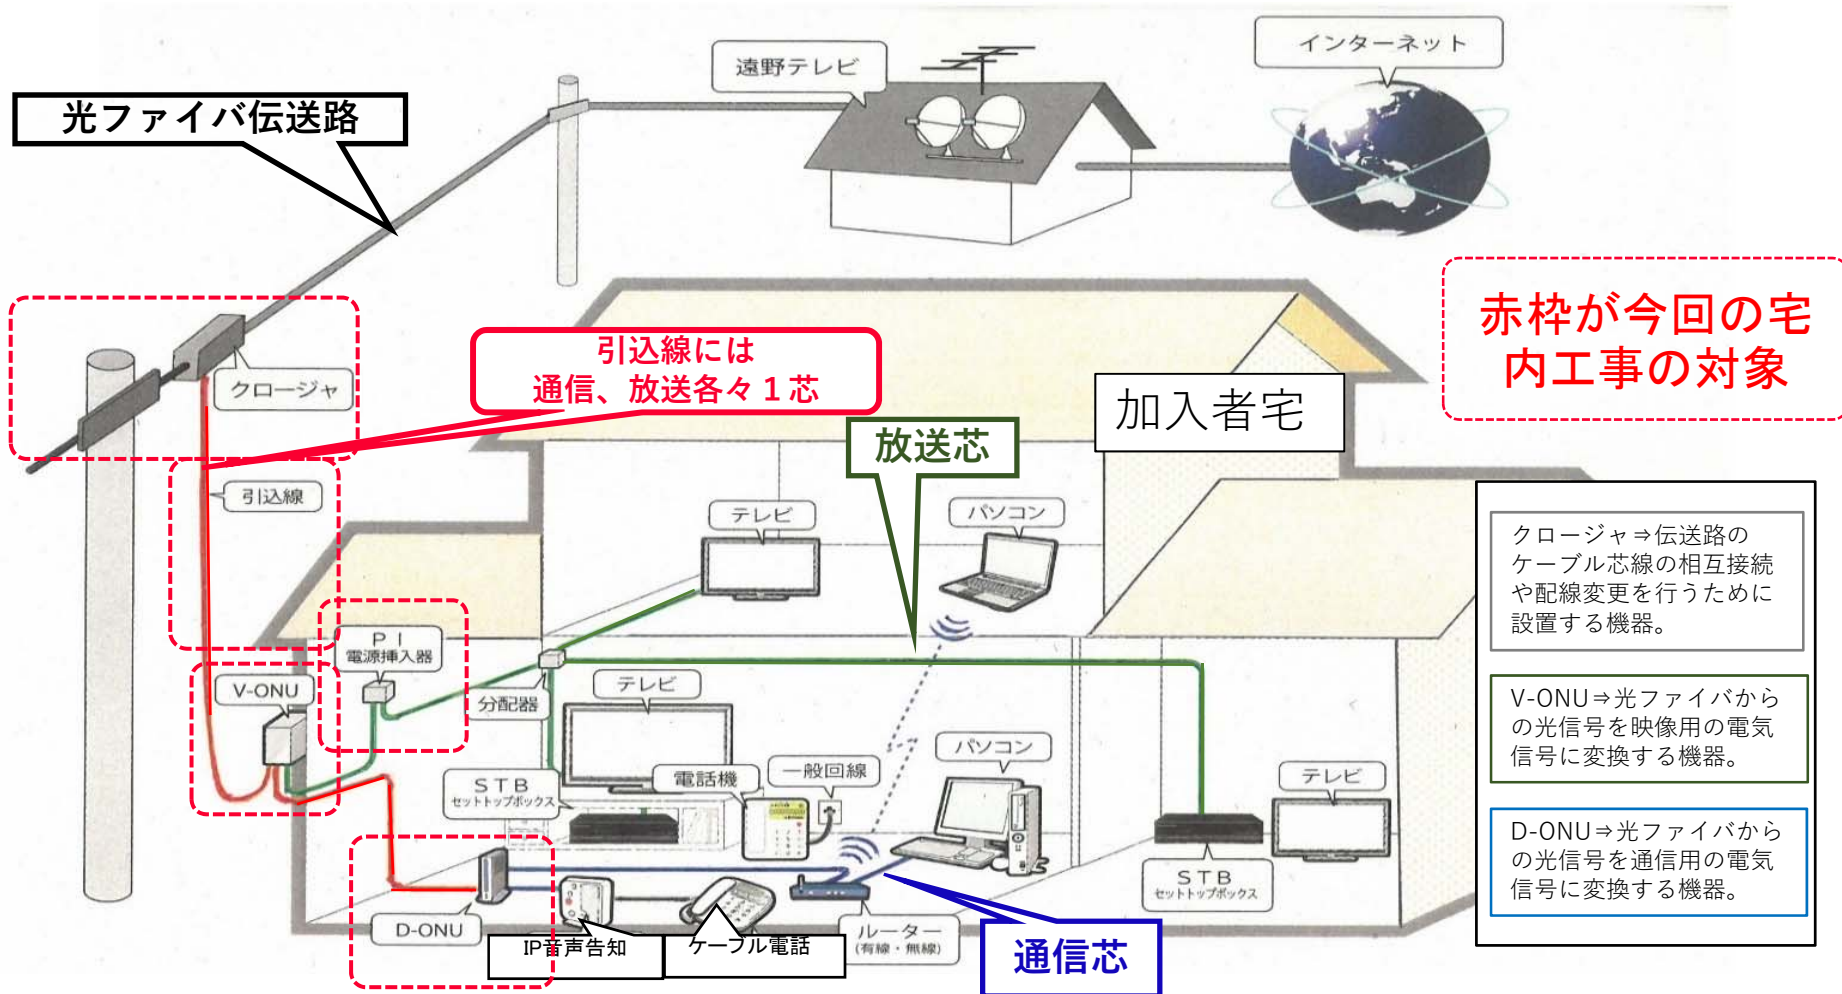 インターネット
遠野テレビ
光ファイバ伝送路
赤枠が今回の宅
内工事の対象
引込線には
通信、放送各々１芯
クロージャ
加入者宅
放送芯
引込線
テレビ
パソコン
クロージャ⇒伝送路の
ケーブル芯線の相互接続
や配線変更を行うために
設置する機器。
ＰＩ
電源挿入器
V-ONU
分配器
テレビ
V-ONU⇒光ファイバから
の光信号を映像用の電気
信号に変換する機器。
パソコン
電話機
一般回線
テレビ
ＳＴＢ
セットトップボックス
D-ONU⇒光ファイバから
の光信号を通信用の電気
信号に変換する機器。
ＳＴＢ
セットトップボックス
D-ONU
IP音声告知
ケーブル電話
ルーター
(有線・無線)
通信芯